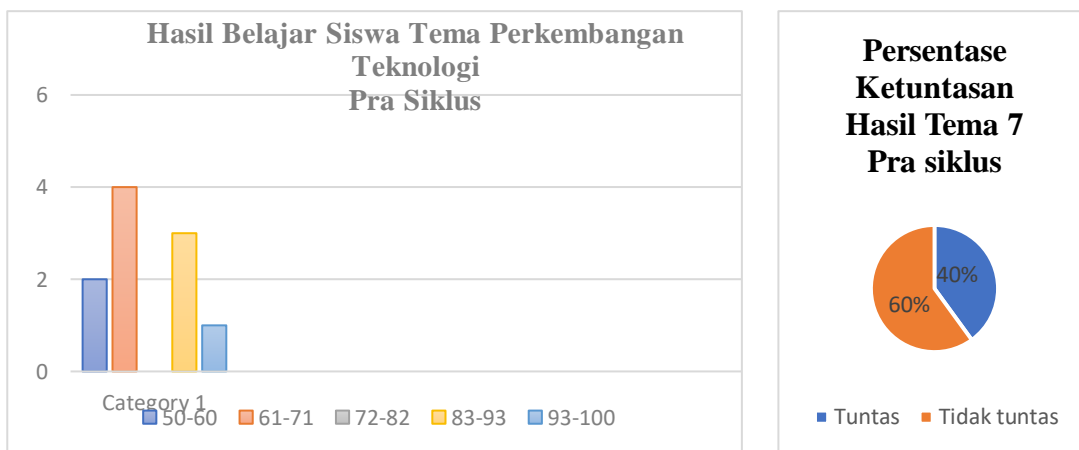 Hasil Belajar Siswa Tema Perkembangan
Teknologi
Pra Siklus
6
4
2
0
Category 1
50-60 61-71 72-82 83-93 93-100
Persentase
Ketuntasan
Hasil Tema 7
Pra siklus
40%
60%
Tuntas Tidak tuntas